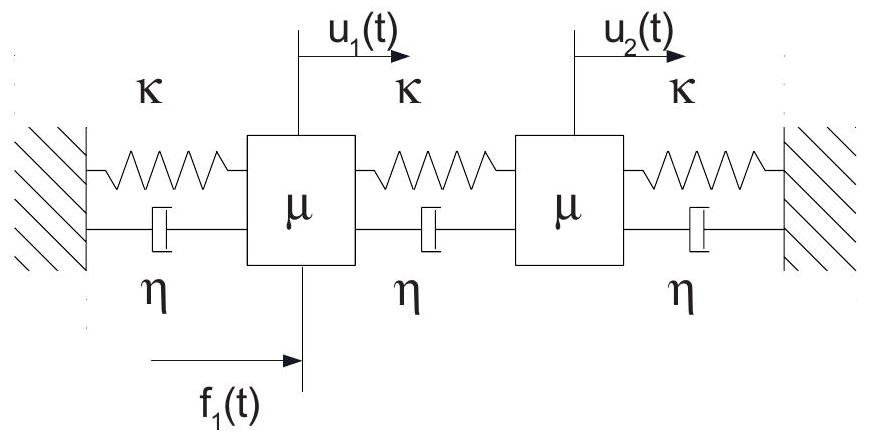 u₁(t) u₂(t)
κ κ κ
μ μ
η η η
f₁(t)